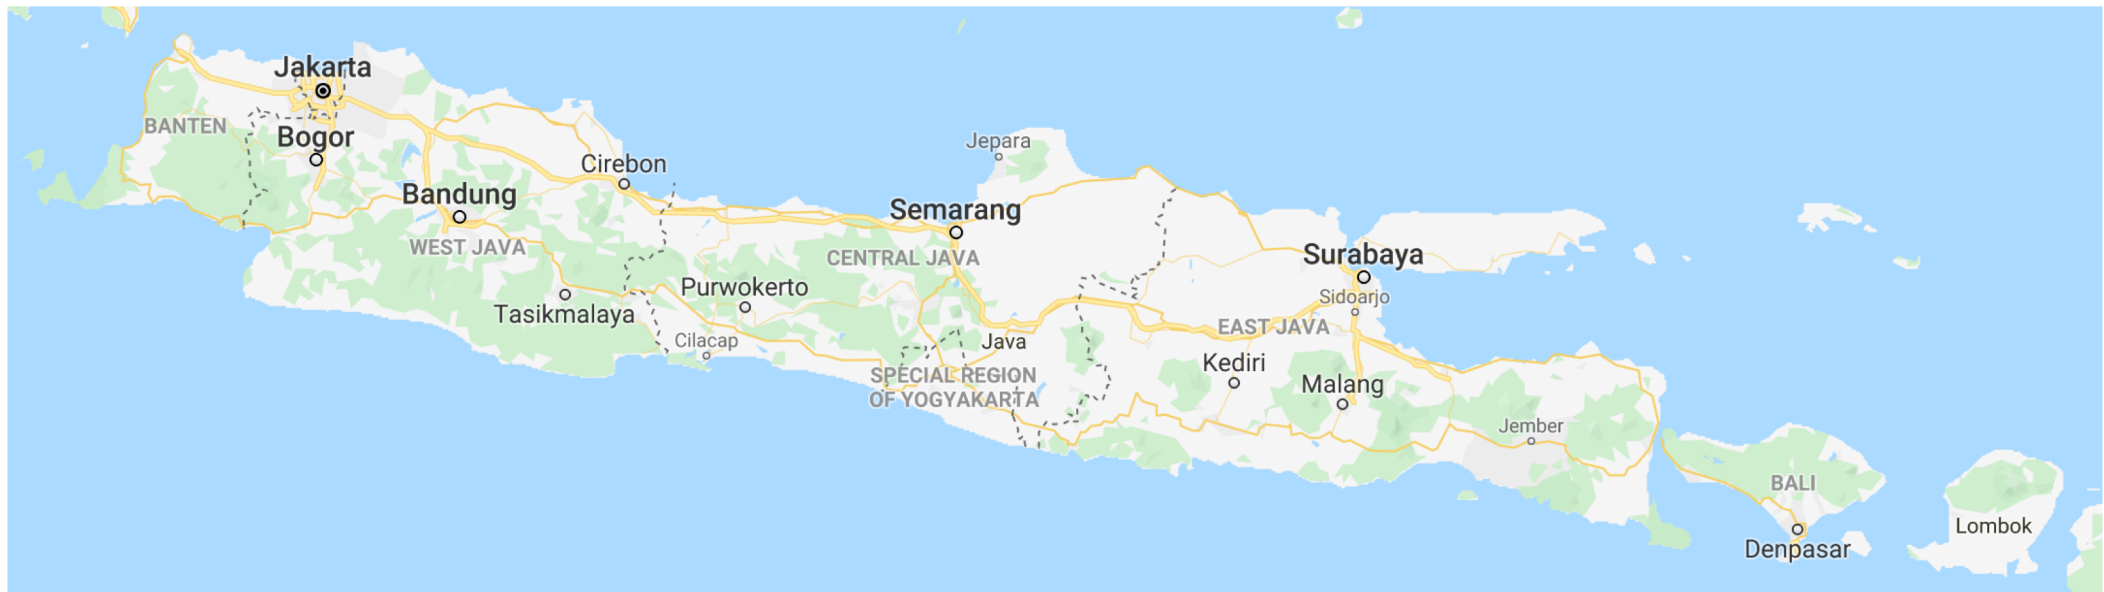 Jakarta
BANTEN
Bogor
Jepara
Cirebon
Bandung
Semarang
WEST JAVA
CENTRAL JAVA
Surabaya
Purwokerto
Sidoarjo
Tasikmalaya
EAST JAVA
Cilacap
Java
Kediri
SPECIAL REGION
OF YOGYAKARTA
Malang
Jember
BALI
Lombok
Denpasar